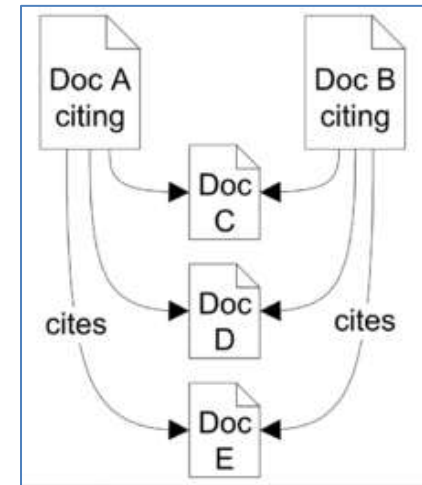 Doc A
citing
Doc B
citing
Doc
C
Doc
D
cites
cites
Doc
E